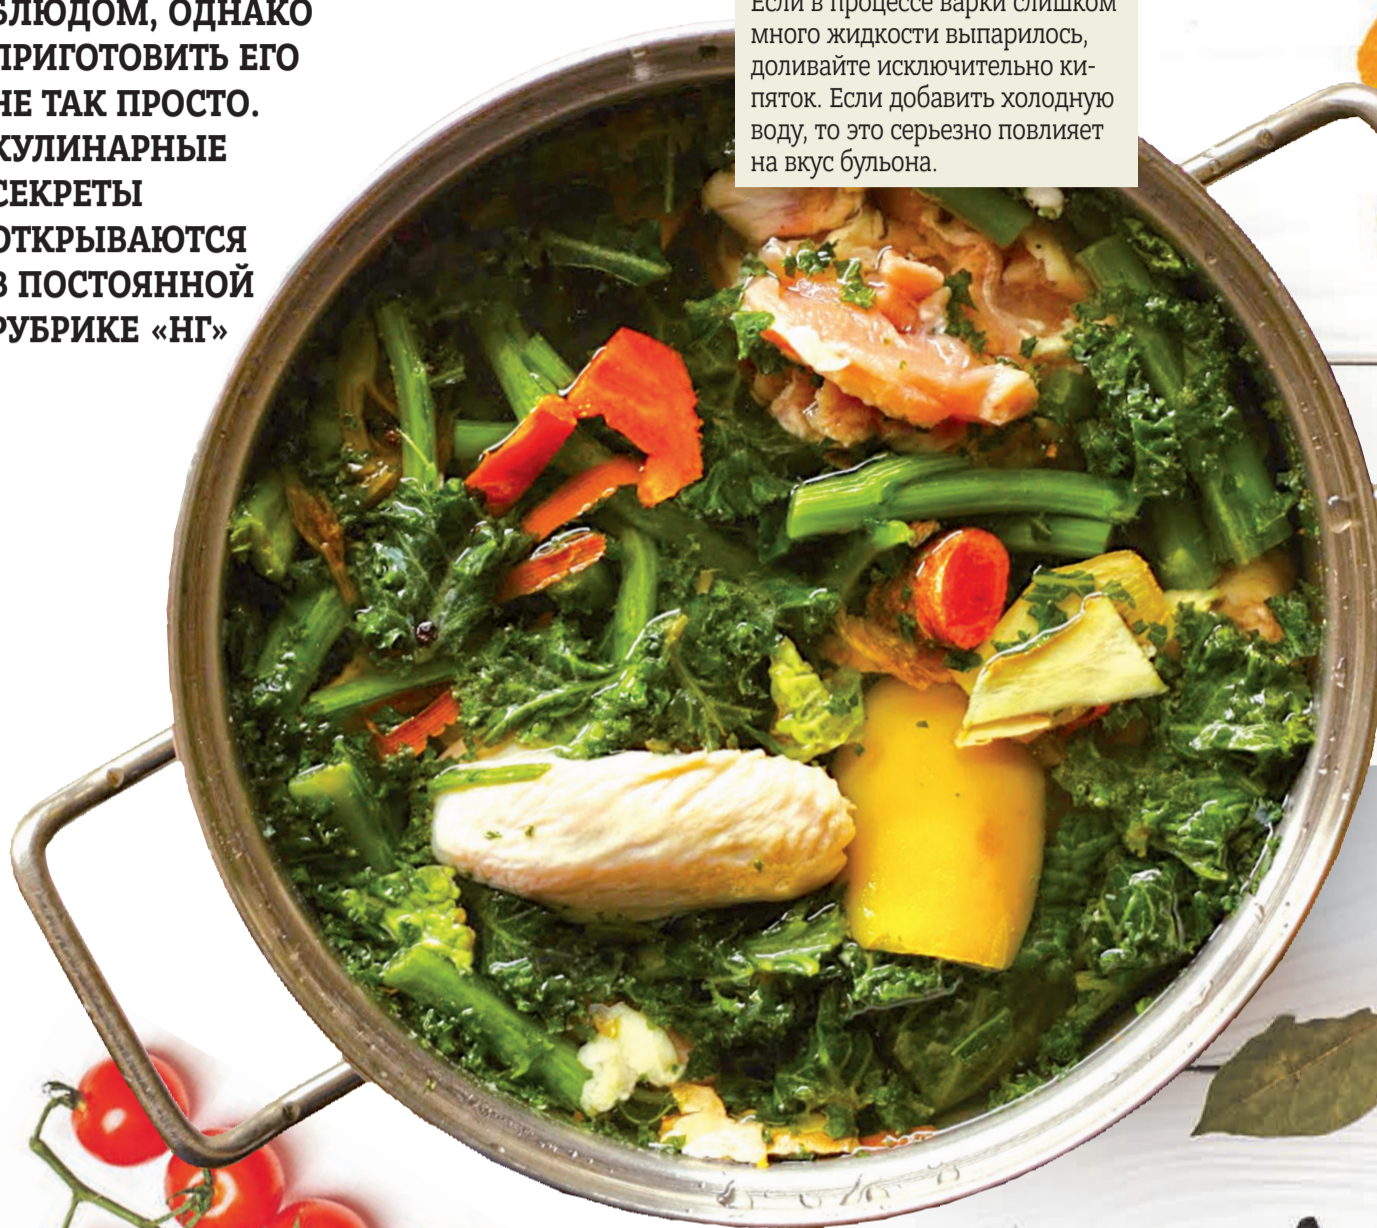 БЛЮДОМ, ОДНАКО
ПРИГОТОВИТЬ ЕГО
НЕ ТАК ПРОСТО.
КУЛИНАРНЫЕ
СЕКРЕТЫ
ОТКРЫВАЮТСЯ
В ПОСТОЯННОЙ
РУБРИКЕ «НГ»
Если в процессе варки слишком
много жидкости выпарилось,
доливайте исключительно ки-
пяток. Если добавить холодную
воду, то это серьезно повлияет
на вкус бульона.